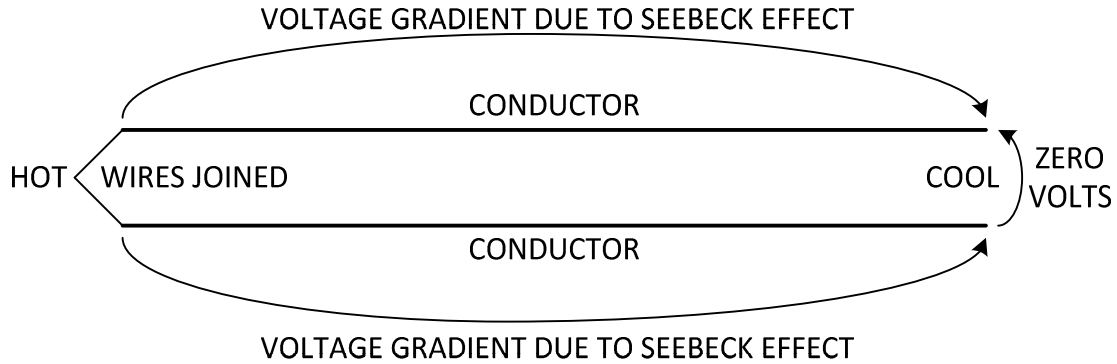 VOLTAGE GRADIENT DUE TO SEEBECK EFFECT
CONDUCTOR
HOT
WIRES JOINED
COOL
ZERO
VOLTS
CONDUCTOR
VOLTAGE GRADIENT DUE TO SEEBECK EFFECT